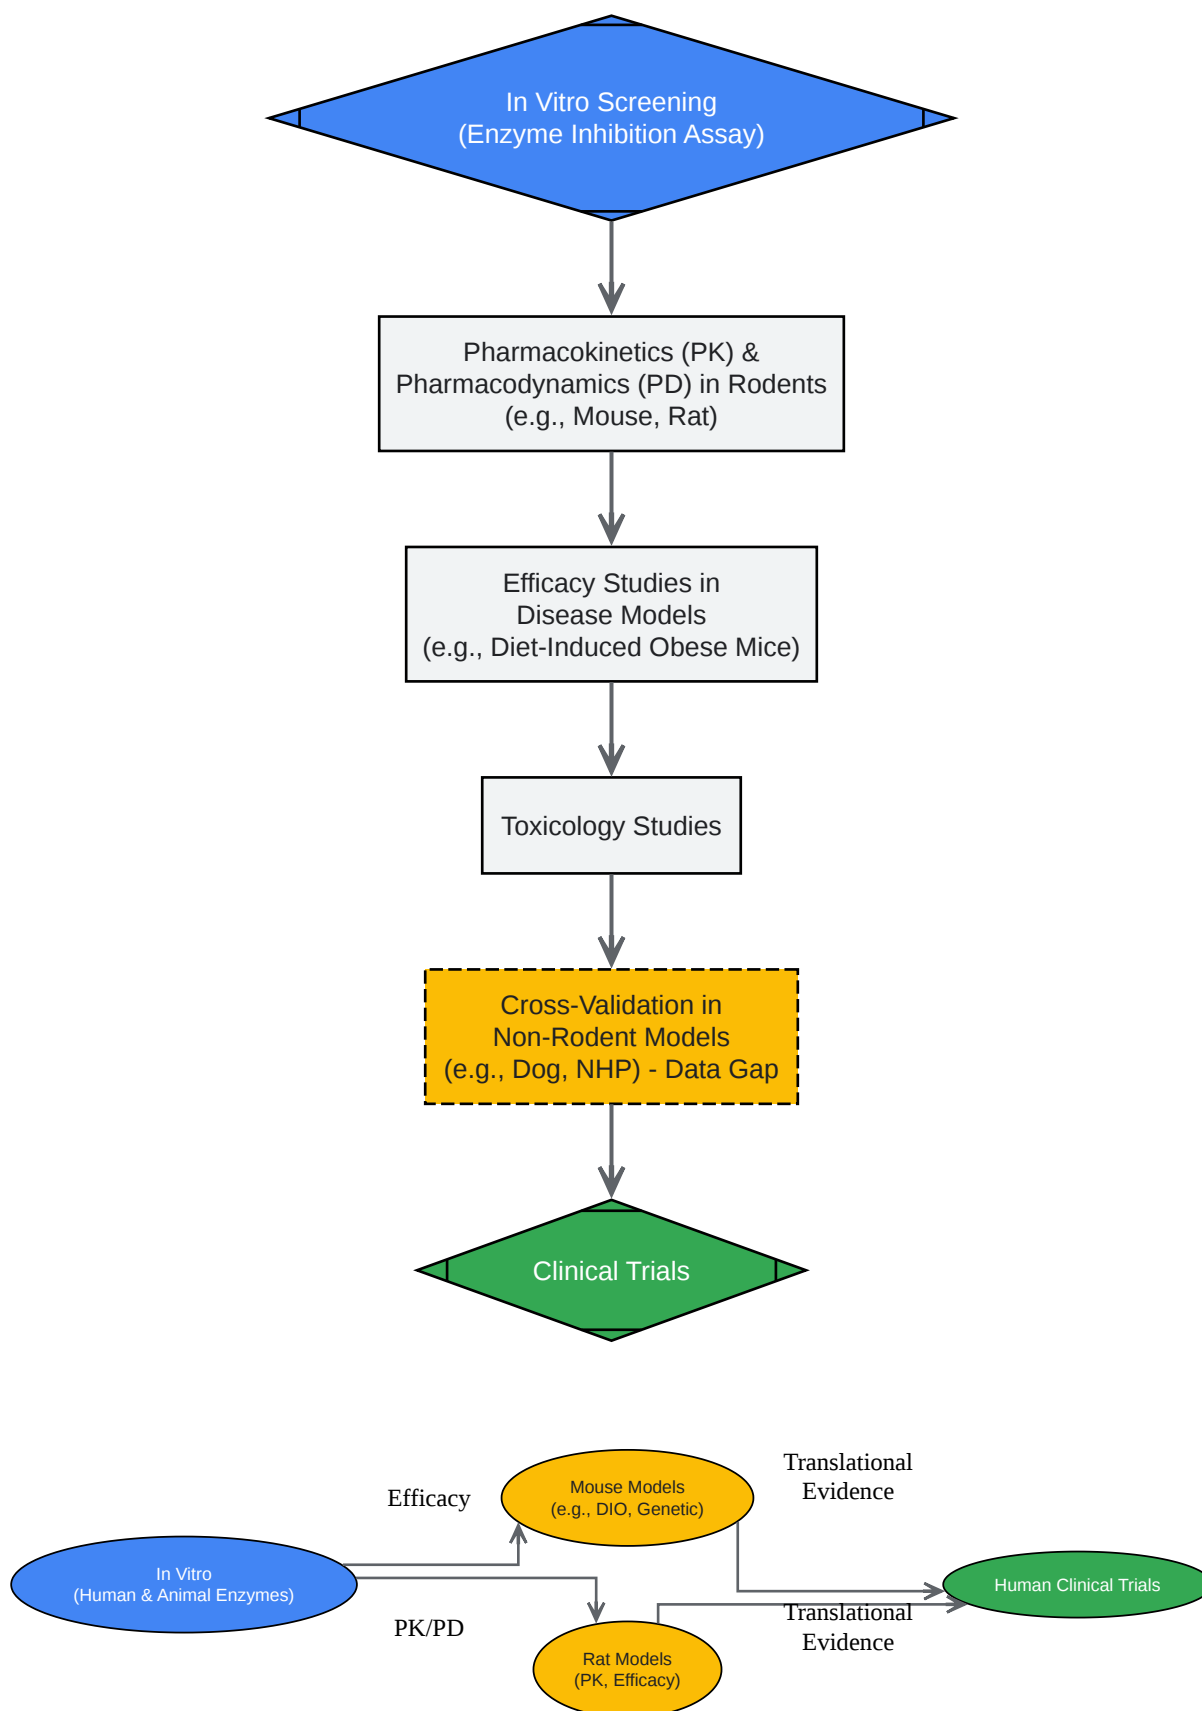 In Vitro Screening
(Enzyme Inhibition Assay)
Pharmacokinetics (PK) &
Pharmacodynamics (PD) in Rodents
(e.g., Mouse, Rat)
Efficacy Studies in
Disease Models
(e.g., Diet-Induced Obese Mice)
Toxicology Studies
Cross-Validation in
Non-Rodent Models
(e.g., Dog, NHP) - Data Gap
Clinical Trials
Efficacy
Mouse Models
(e.g., DIO, Genetic)
Translational
Evidence
In Vitro
(Human & Animal Enzymes)
Human Clinical Trials
PK/PD
Translational
Evidence
Rat Models
(PK, Efficacy)